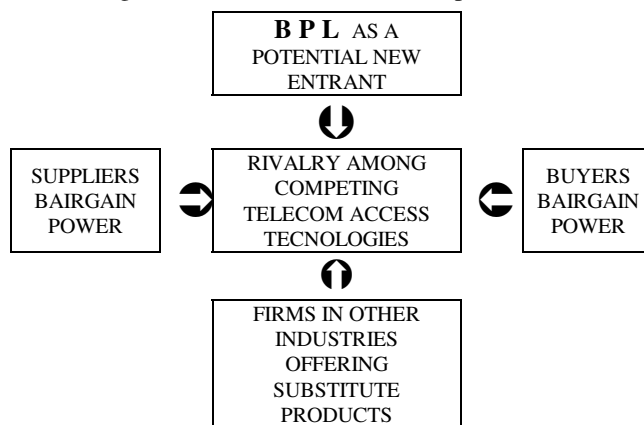 B P L AS A
POTENTIAL NEW
ENTRANT
SUPPLIERS
BAIRGAIN
POWER
RIVALRY AMONG
COMPETING
TELECOM ACCESS
TECNOLOGIES
BUYERS
BAIRGAIN
POWER
FIRMS IN OTHER
INDUSTRIES
OFFERING
SUBSTITUTE
PRODUCTS